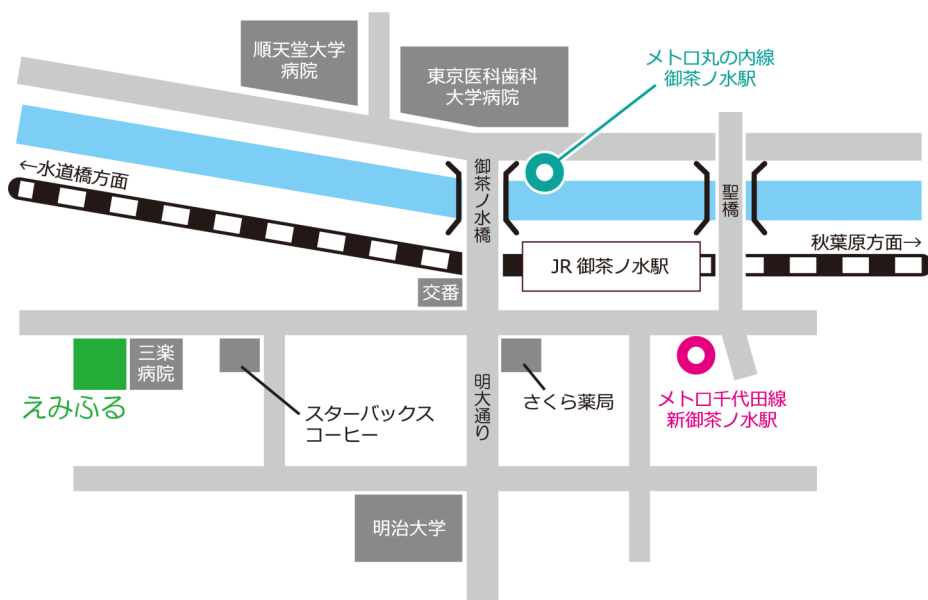 順天堂大学
病院
東京医科歯科
大学病院
メトロ丸の内線
御茶ノ水駅
←水道橋方面
御茶ノ水橋
聖橋
秋葉原方面→
JR 御茶ノ水駅
交番
三楽
病院
えみふる
スターバックス
コーヒー
明大通り
さくら薬局
メトロ千代田線
新御茶ノ水駅
明治大学